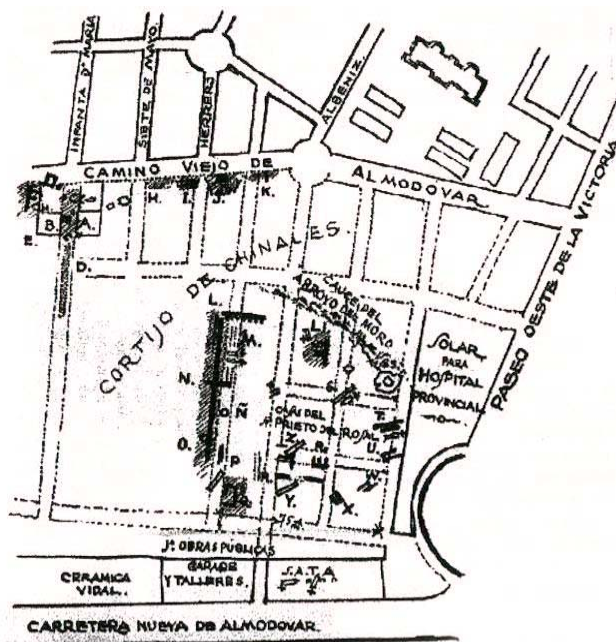 INFANTA Dª MARIA
SIETE DE MAYO.
HERRERO
ALBENIZ.
CAMINO VIEJO DE
ALMODOVAR
PASEO OESTE DE LA VICTORIA
H.
I.
J.
K.
B.
A.
E.
D.
CORTIJO DE CHINALES.
CAUCE DEL
ARROYO DEL MORO
L.
M.
N.
Ñ
O.
P
SOLAR
PARA
HOSPITAL
PROVINCIAL
CASAS DEL
Sr PRIETO DEL ROSAL
U.
R.
Y.
X.
Jª OBRAS PUBLICAS
GARAGE
Y TALLERES.
S.A.T.A
CERAMICA
VIDAL.
CARRETERA NUEVA DE ALMODOVAR.